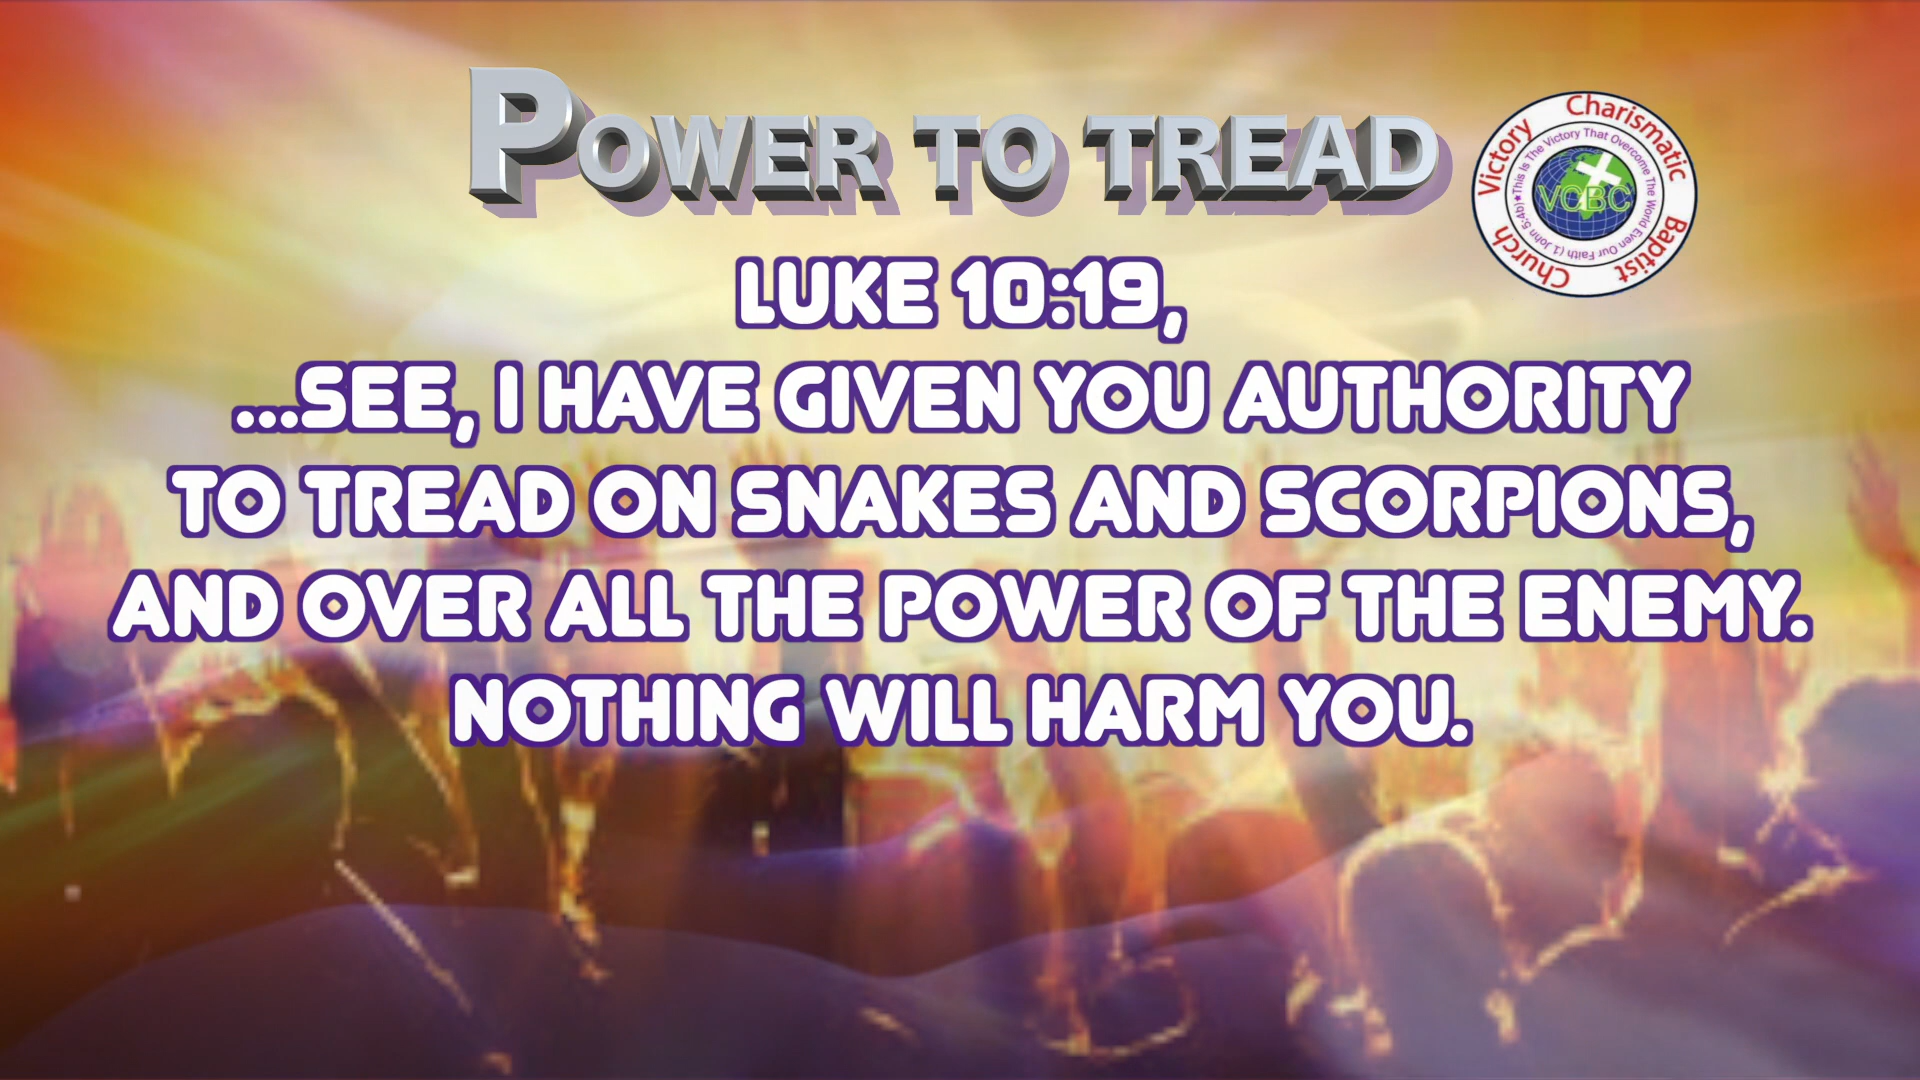 POWER TO TREAD
Victory Charismatic Baptist Church
This Is The Victory That Overcome The World Even Our Faith (1 John 5:4b)★
VCBC
LUKE 10:19,
...SEE, I HAVE GIVEN YOU AUTHORITY
TO TREAD ON SNAKES AND SCORPIONS,
AND OVER ALL THE POWER OF THE ENEMY.
NOTHING WILL HARM YOU.